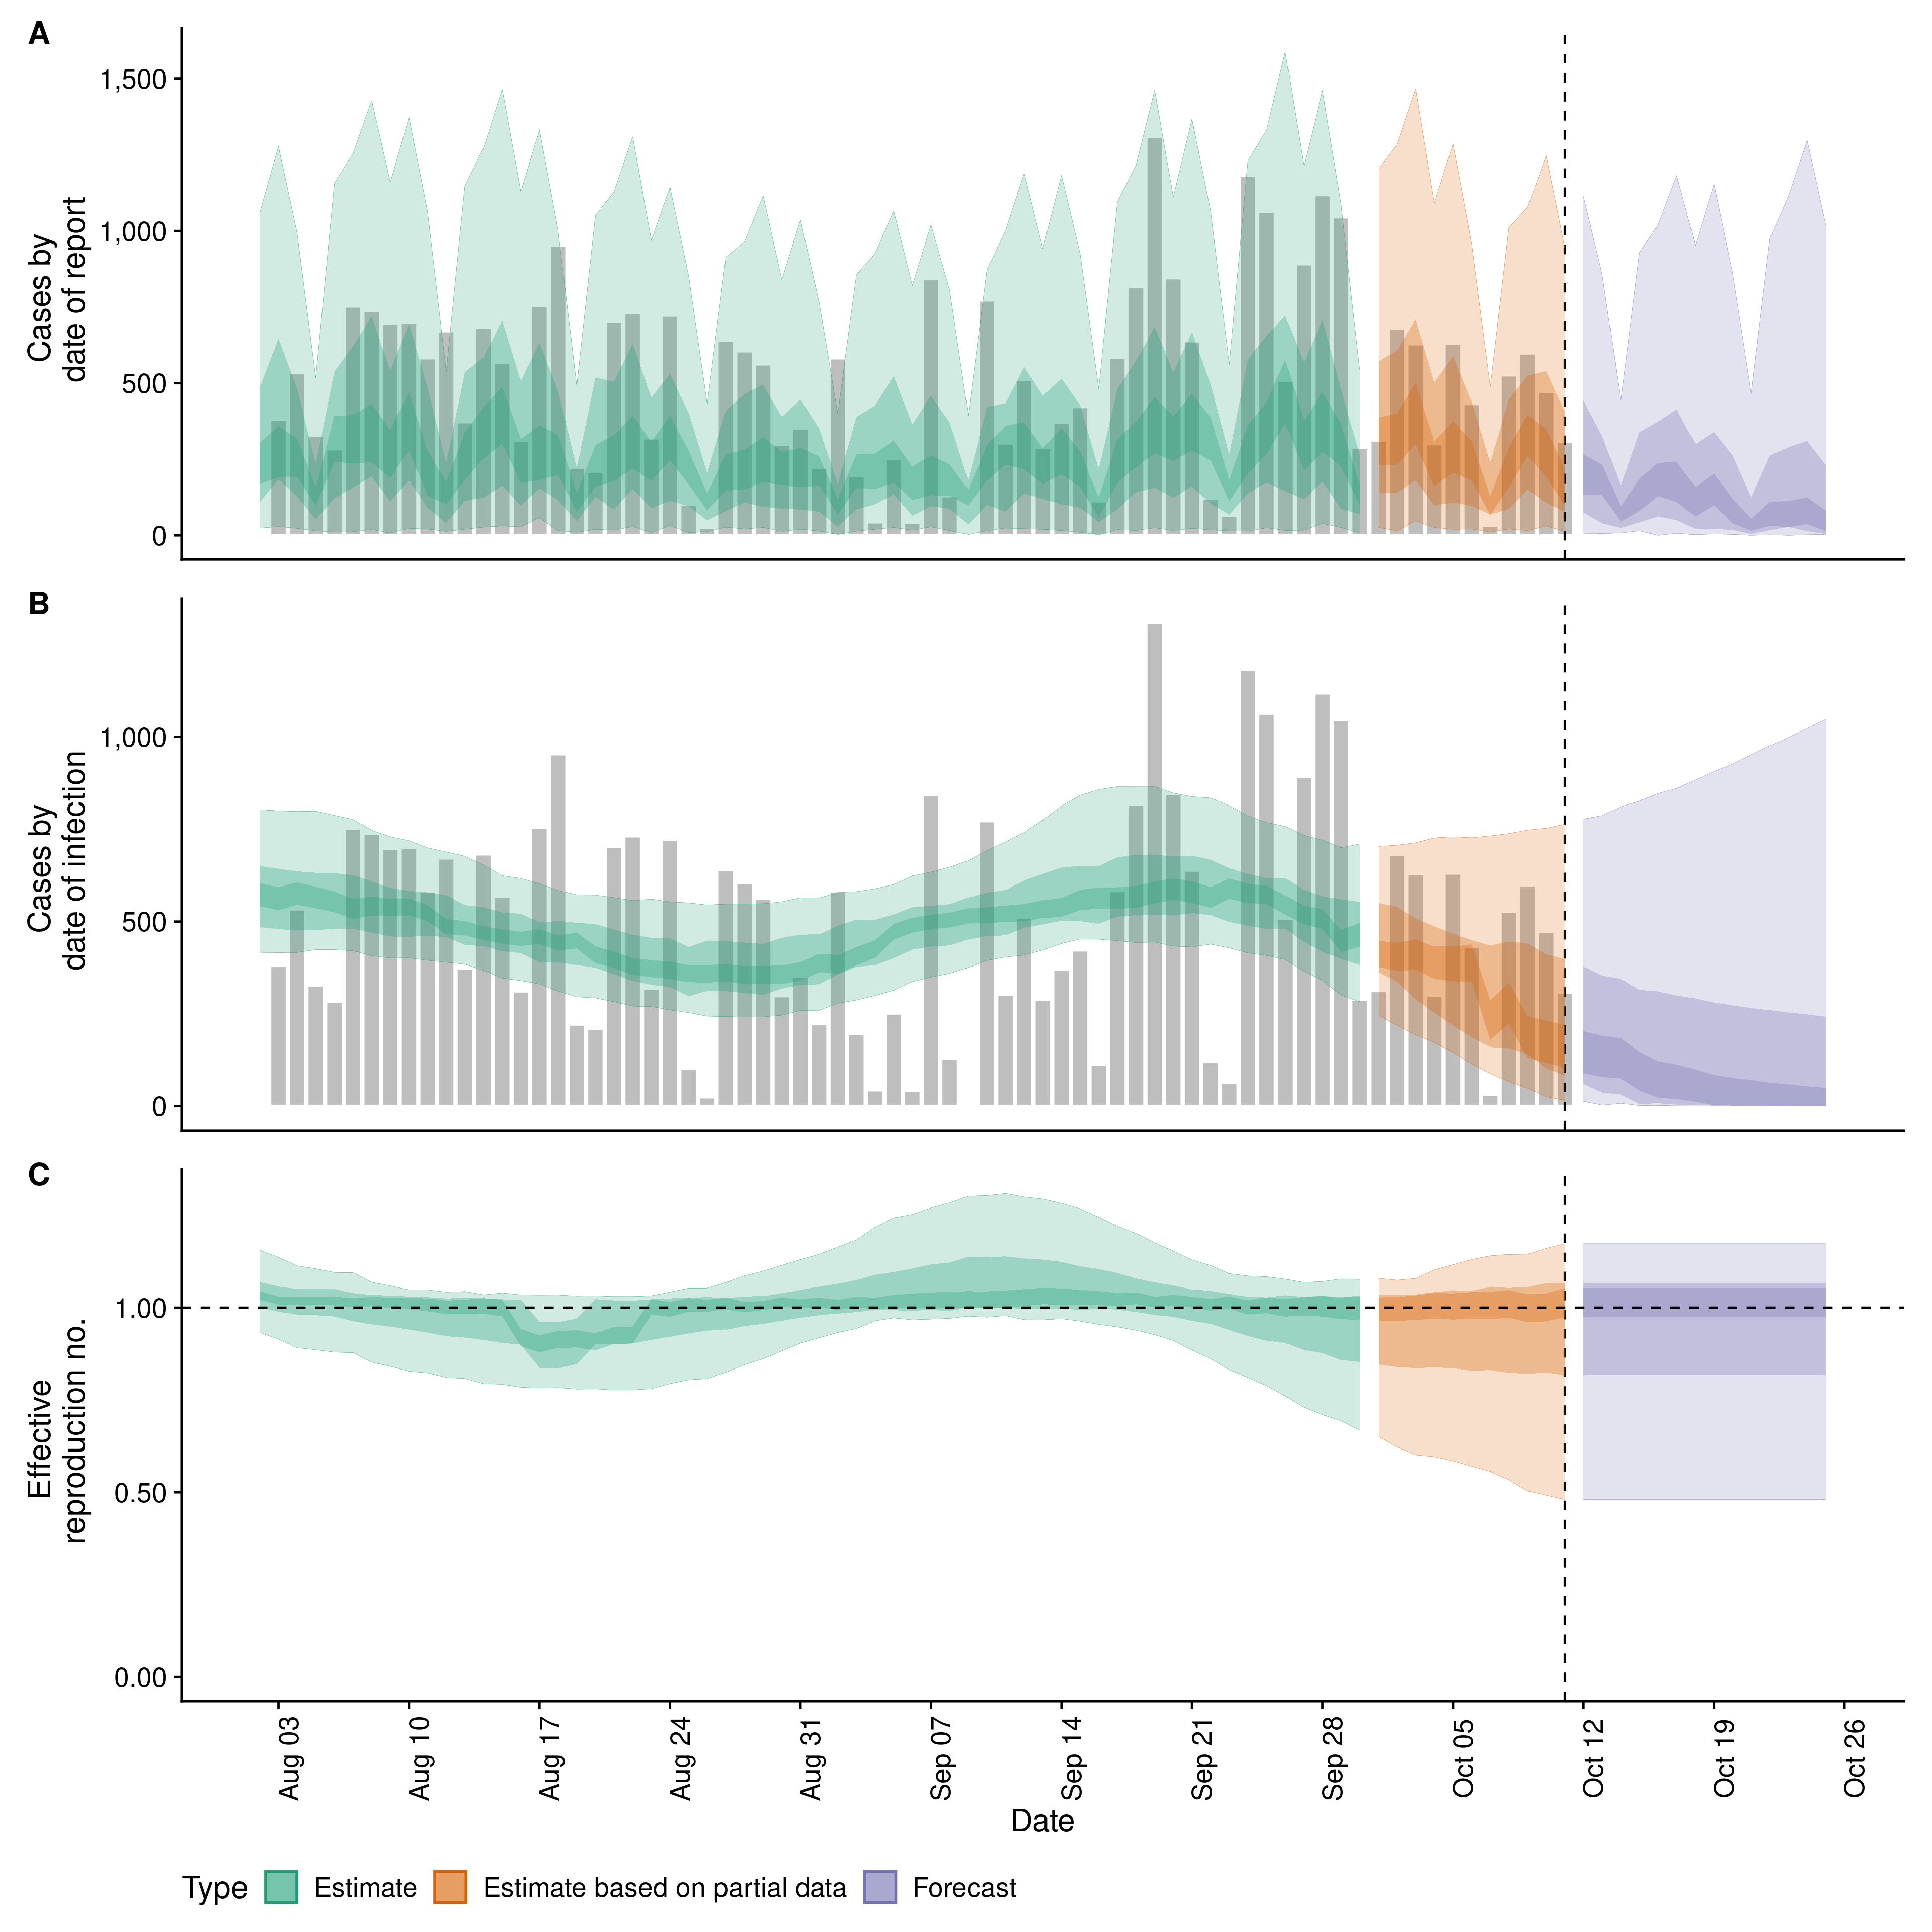 A
Cases by
date of report
1,500
1,000
500
0
B
Cases by
date of infection
1,000
500
0
C
Effective
reproduction no.
1.00
0.50
0.00
Aug 03
Aug 10
Aug 17
Aug 24
Aug 31
Sep 07
Sep 14
Sep 21
Sep 28
Oct 05
Oct 12
Oct 19
Oct 26
Date
Type Estimate Estimate based on partial data Forecast